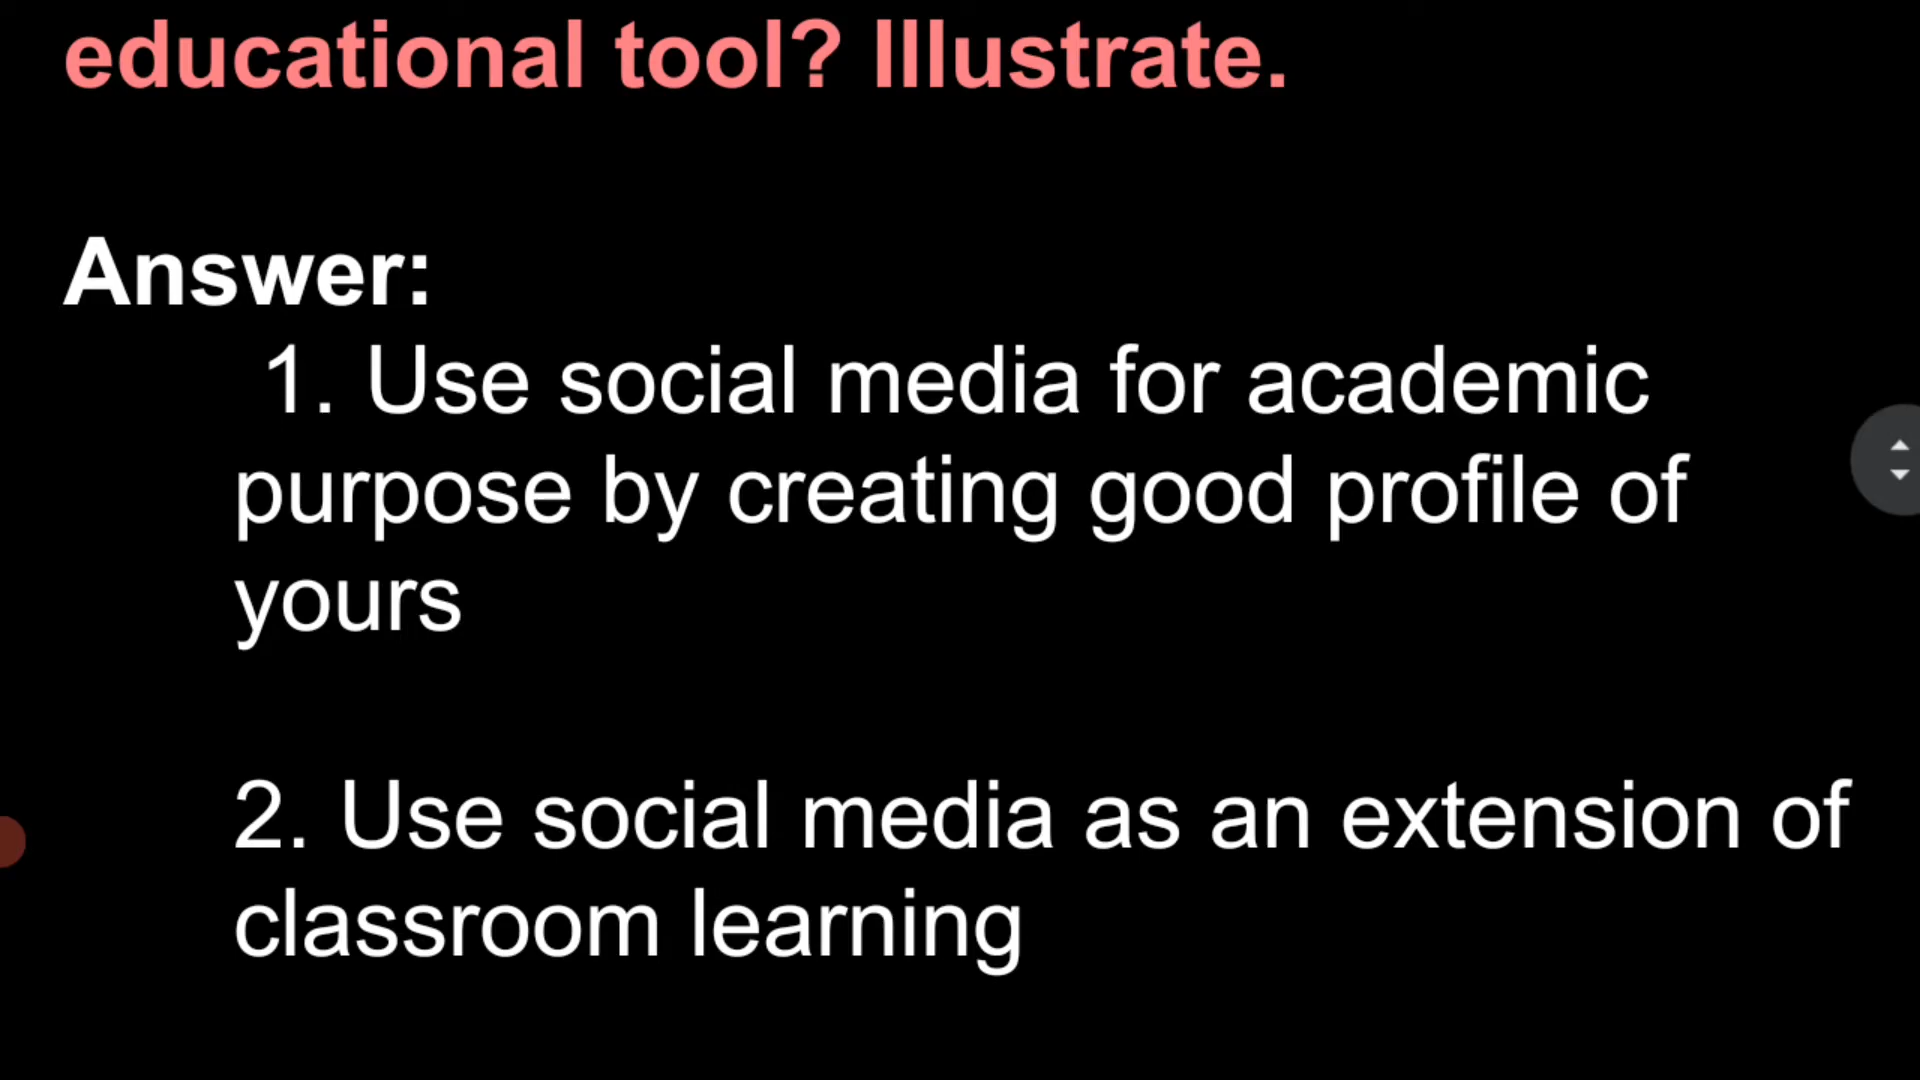 educational tool? Illustrate.
Answer:
1. Use social media for academic
purpose by creating good profile of
yours
2. Use social media as an extension of
classroom learning